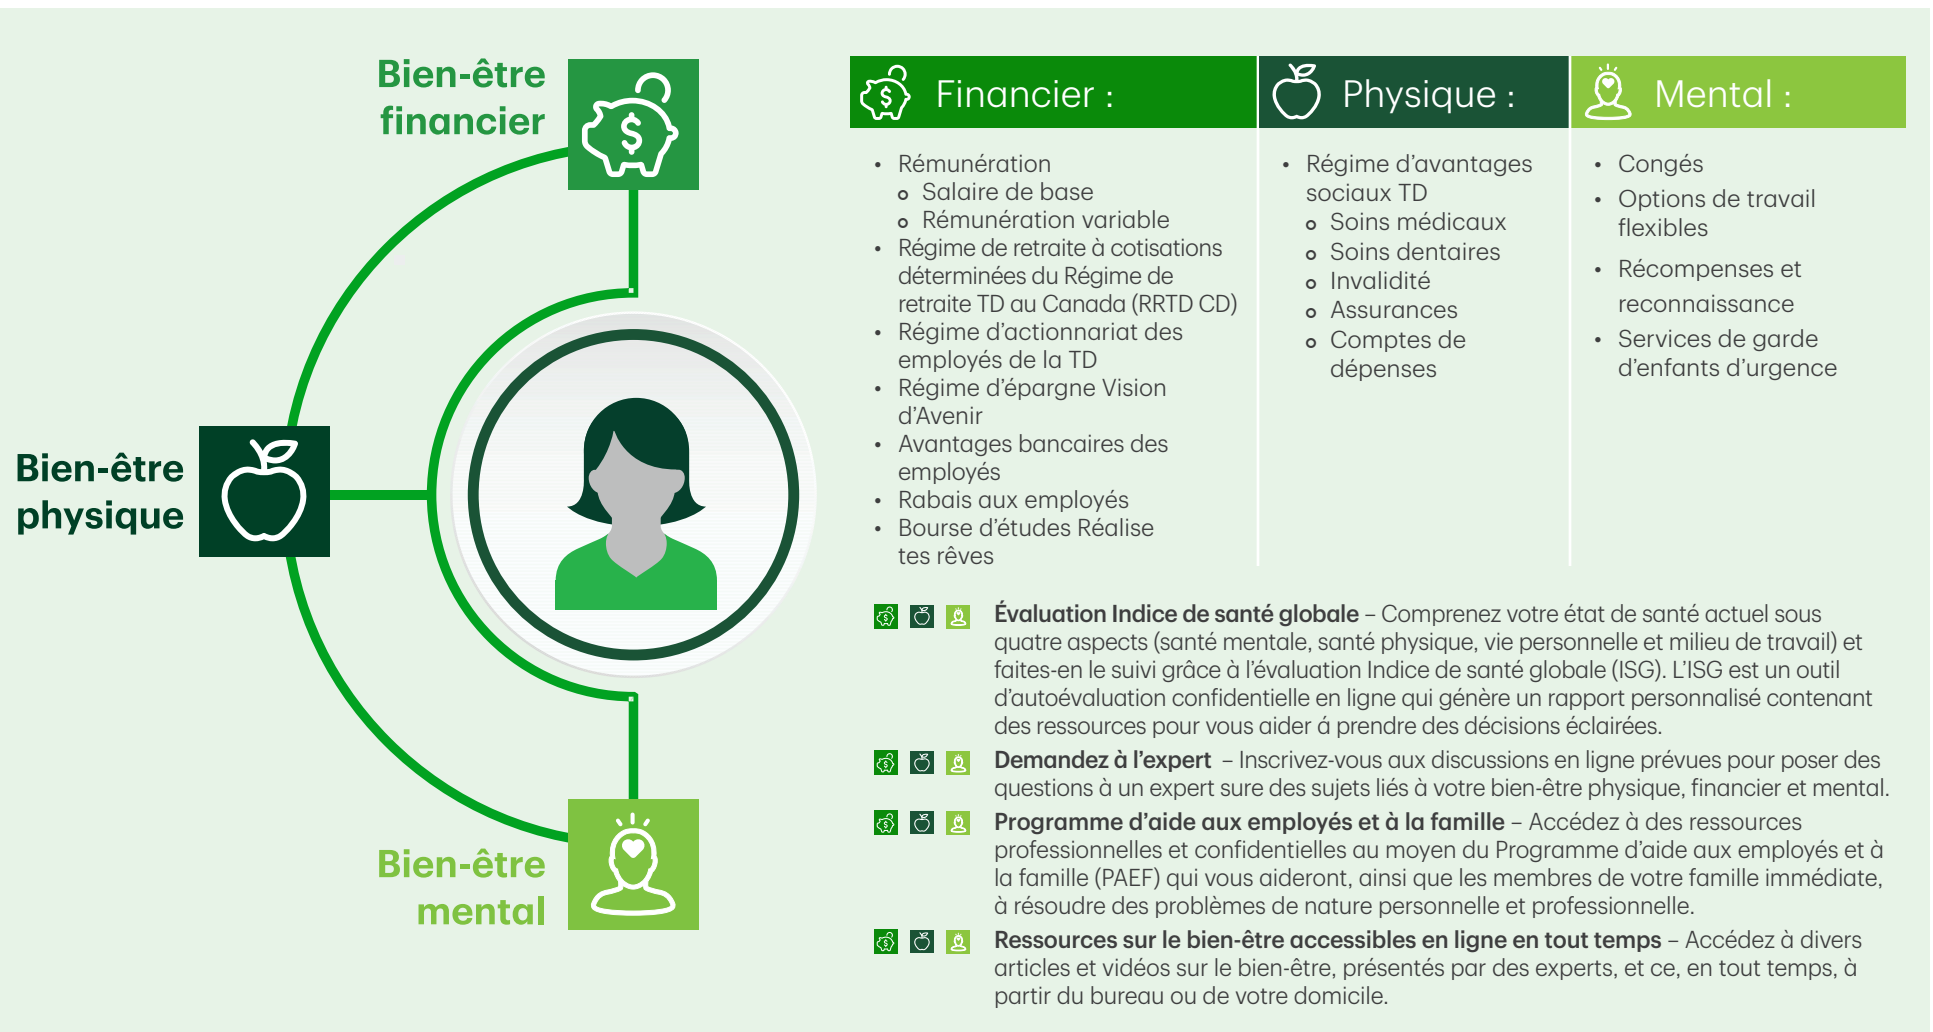 Bien-être
financier
Bien-être
physique
Bien-être
mental
Financier :
• Rémunération
o Salaire de base
o Rémunération variable
• Régime de retraite à cotisations
déterminées du Régime de
retraite TD au Canada (RRTD CD)
• Régime d'actionnariat des
employés de la TD
• Régime d'épargne Vision
d'Avenir
• Avantages bancaires des
employés
• Rabais aux employés
• Bourse d'études Réalise
tes rêves
Physique :
• Régime d'avantages
sociaux TD
o Soins médicaux
o Soins dentaires
o Invalidité
o Assurances
o Comptes de
dépenses
Mental :
• Congés
• Options de travail
flexibles
• Récompenses et
reconnaissance
• Services de garde
d'enfants d'urgence
Évaluation Indice de santé globale – Comprenez votre état de santé actuel sous
quatre aspects (santé mentale, santé physique, vie personnelle et milieu de travail) et
faites-en le suivi grâce à l'évaluation Indice de santé globale (ISG). L'ISG est un outil
d'autoévaluation confidentielle en ligne qui génère un rapport personnalisé contenant
des ressources pour vous aider á prendre des décisions éclairées.
Demandez à l'expert – Inscrivez-vous aux discussions en ligne prévues pour poser des
questions à un expert sure des sujets liés à votre bien-être physique, financier et mental.
Programme d'aide aux employés et à la famille – Accédez à des ressources
professionnelles et confidentielles au moyen du Programme d'aide aux employés et à
la famille (PAEF) qui vous aideront, ainsi que les membres de votre famille immédiate,
à résoudre des problèmes de nature personnelle et professionnelle.
Ressources sur le bien-être accessibles en ligne en tout temps – Accédez à divers
articles et vidéos sur le bien-être, présentés par des experts, et ce, en tout temps, à
partir du bureau ou de votre domicile.